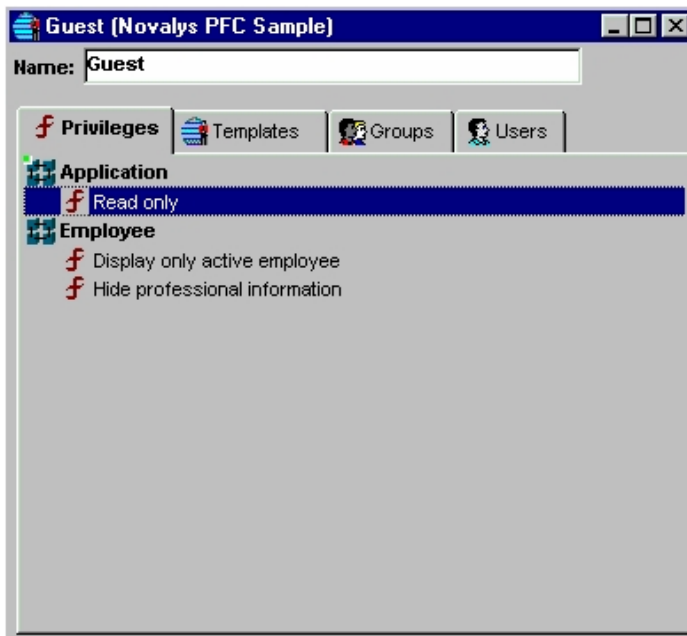 Guest (Novalys PFC Sample)
Name: Guest
Privileges Templates Groups Users
Application
Read only
Employee
Display only active employee
Hide professional information